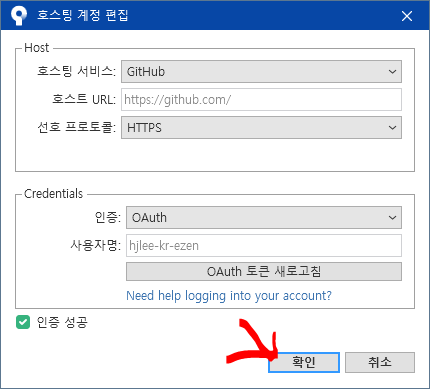 호스팅 계정 편집
Host
호스팅 서비스: GitHub
호스트 URL: https://github.com/
선호 프로토콜: HTTPS
Credentials
인증: OAuth
사용자명: hjlee-kr-ezen
OAuth 토큰 새로고침
Need help logging into your account?
인증 성공
확인 취소